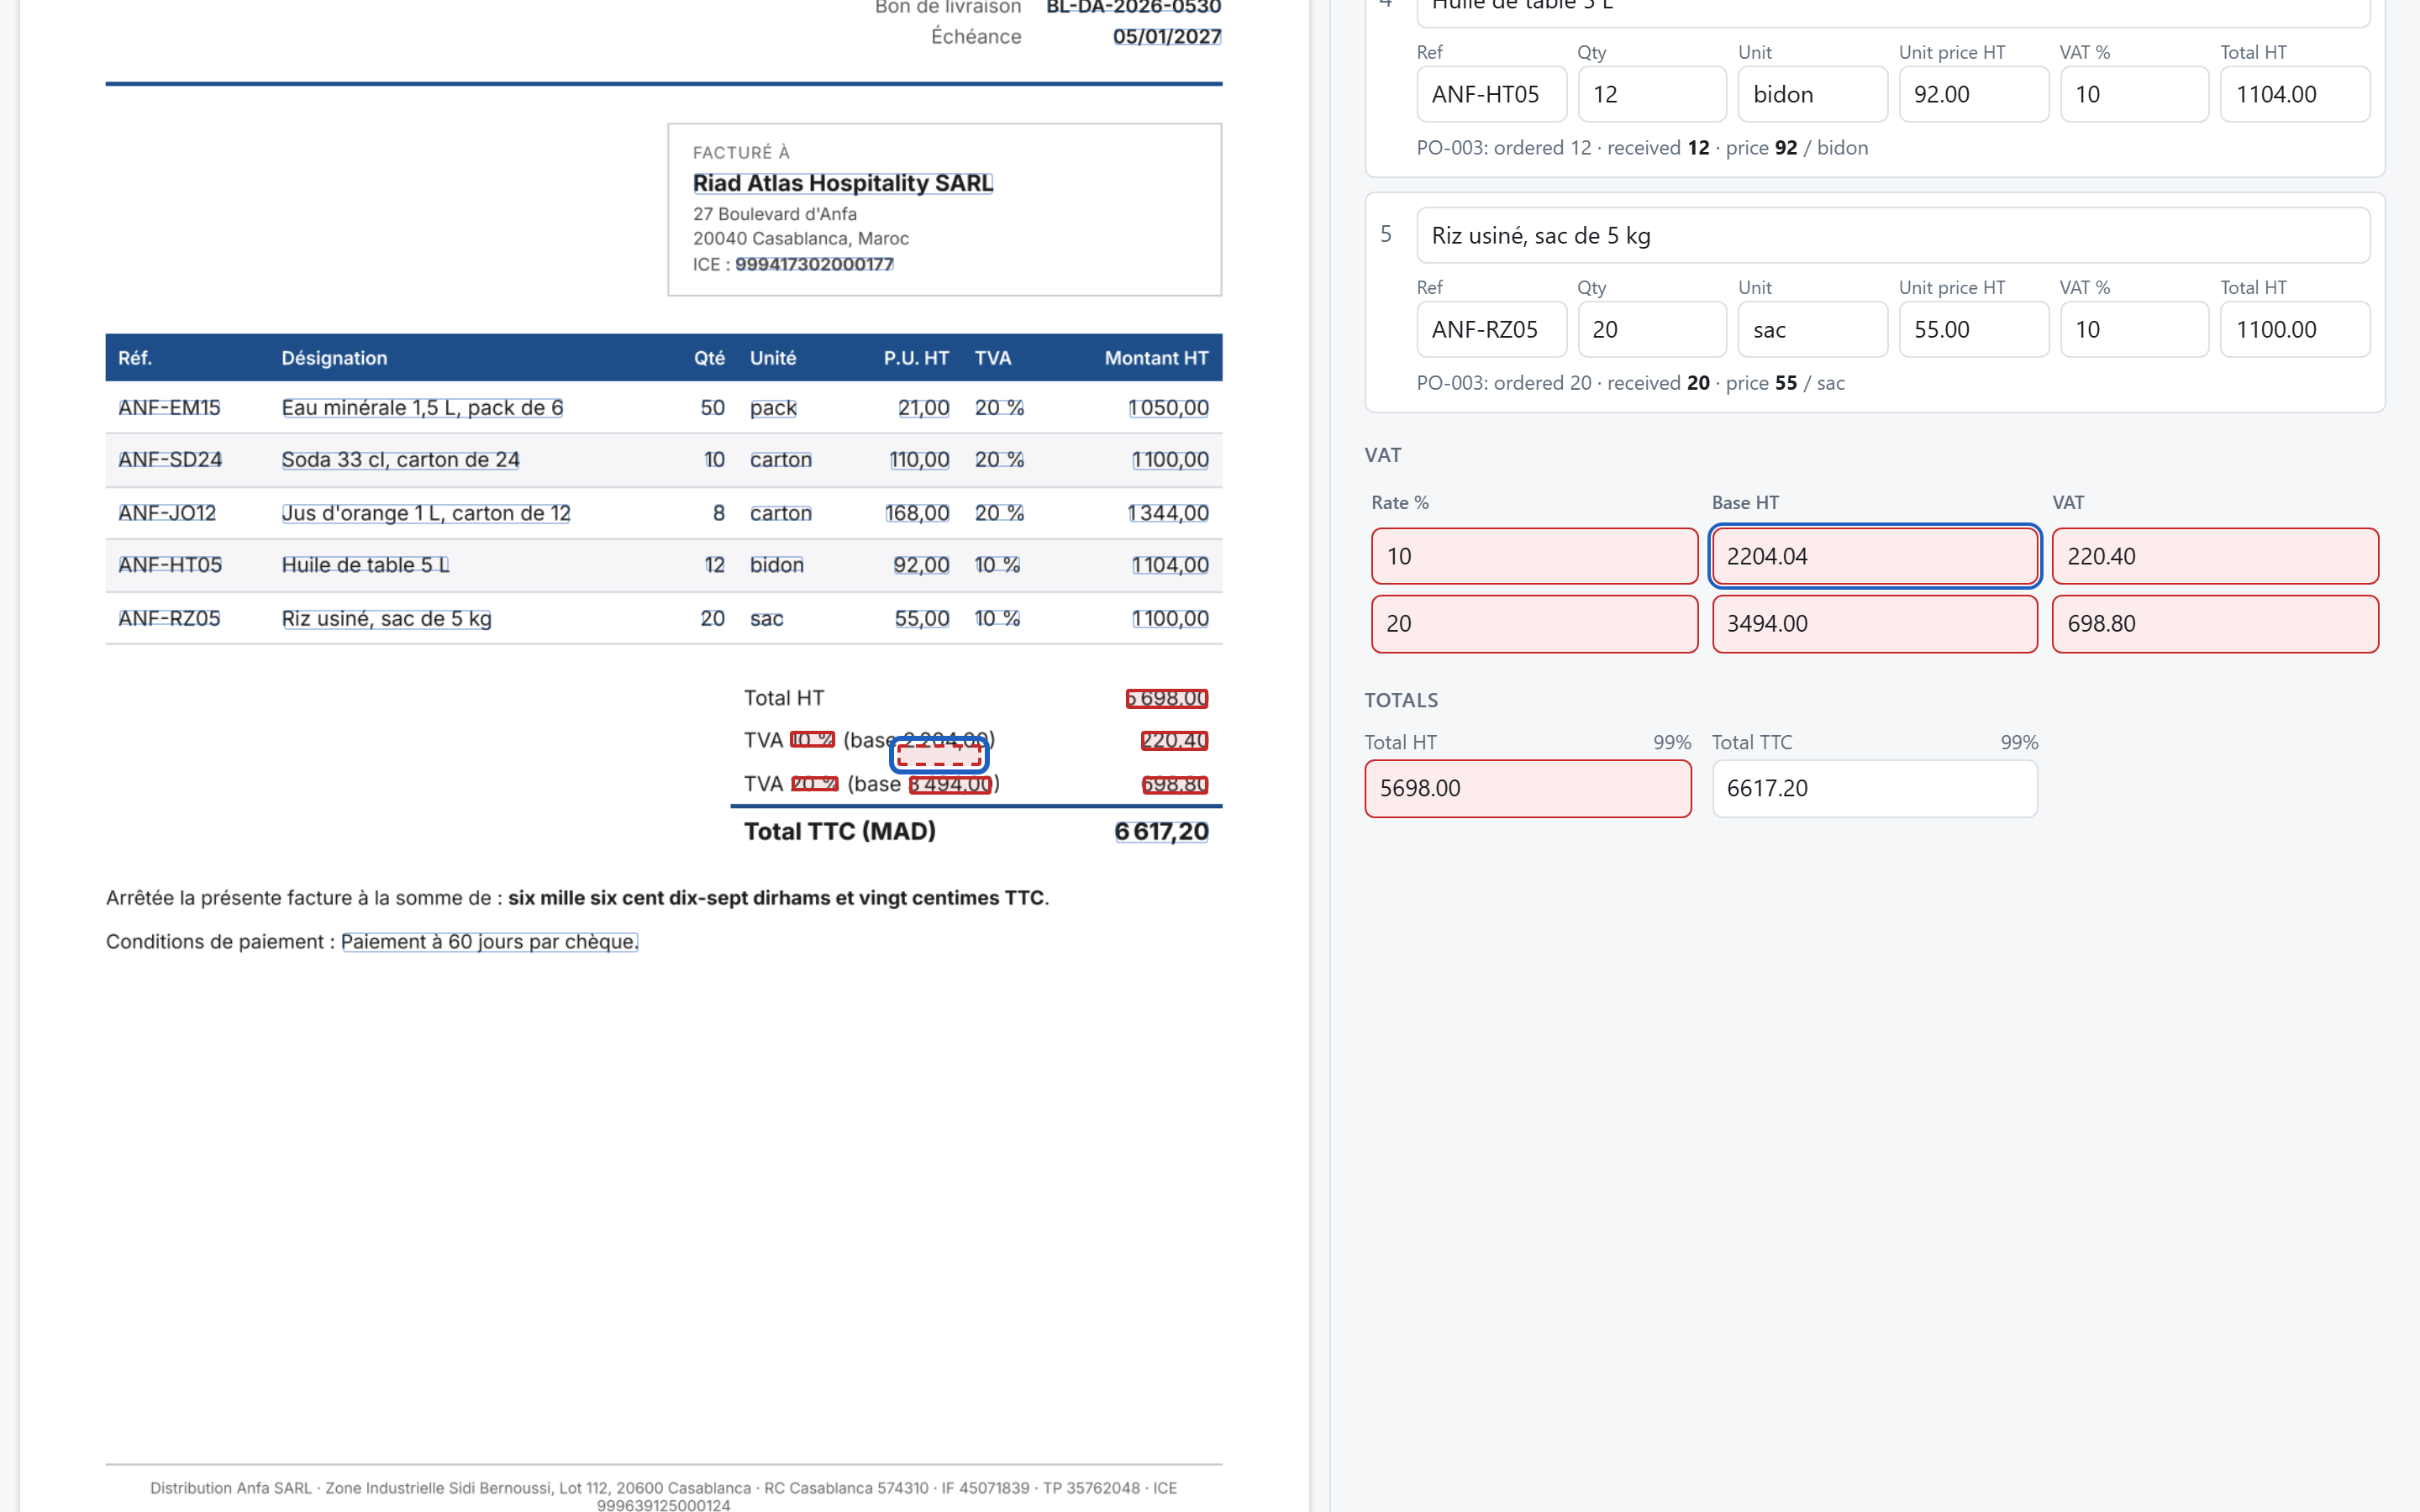 Bon de livraison BL-DA-2026-0530
Échéance 05/01/2027
FACTURÉ À
Riad Atlas Hospitality SARL
27 Boulevard d'Anfa
20040 Casablanca, Maroc
ICE : 999417302000177
Réf. Désignation Qté Unité P.U. HT TVA Montant HT
ANF-EM15 Eau minérale 1,5 L, pack de 6 50 pack 21,00 20 % 1 050,00
ANF-SD24 Soda 33 cl, carton de 24 10 carton 110,00 20 % 1 100,00
ANF-JO12 Jus d'orange 1 L, carton de 12 8 carton 168,00 20 % 1 344,00
ANF-HT05 Huile de table 5 L 12 bidon 92,00 10 % 1 104,00
ANF-RZ05 Riz usiné, sac de 5 kg 20 sac 55,00 10 % 1 100,00
Total HT 5 698,00
TVA 10 % (base 2 204,00) 220,40
TVA 20 % (base 3 494,00) 698,80
Total TTC (MAD) 6 617,20
Arrêtée la présente facture à la somme de : six mille six cent dix-sept dirhams et vingt centimes TTC.
Conditions de paiement : Paiement à 60 jours par chèque.
Distribution Anfa SARL · Zone Industrielle Sidi Bernoussi, Lot 112, 20600 Casablanca · RC Casablanca 574310 · IF 45071839 · TP 35762048 · ICE
999639125000124
4 Huile de table 5 L
Ref Qty Unit Unit price HT VAT % Total HT
ANF-HT05 12 bidon 92.00 10 1104.00
PO-003: ordered 12 · received 12 · price 92 / bidon
5 Riz usiné, sac de 5 kg
Ref Qty Unit Unit price HT VAT % Total HT
ANF-RZ05 20 sac 55.00 10 1100.00
PO-003: ordered 20 · received 20 · price 55 / sac
VAT
Rate % Base HT VAT
10 2204.04 220.40
20 3494.00 698.80
TOTALS
Total HT 99% Total TTC 99%
5698.00 6617.20